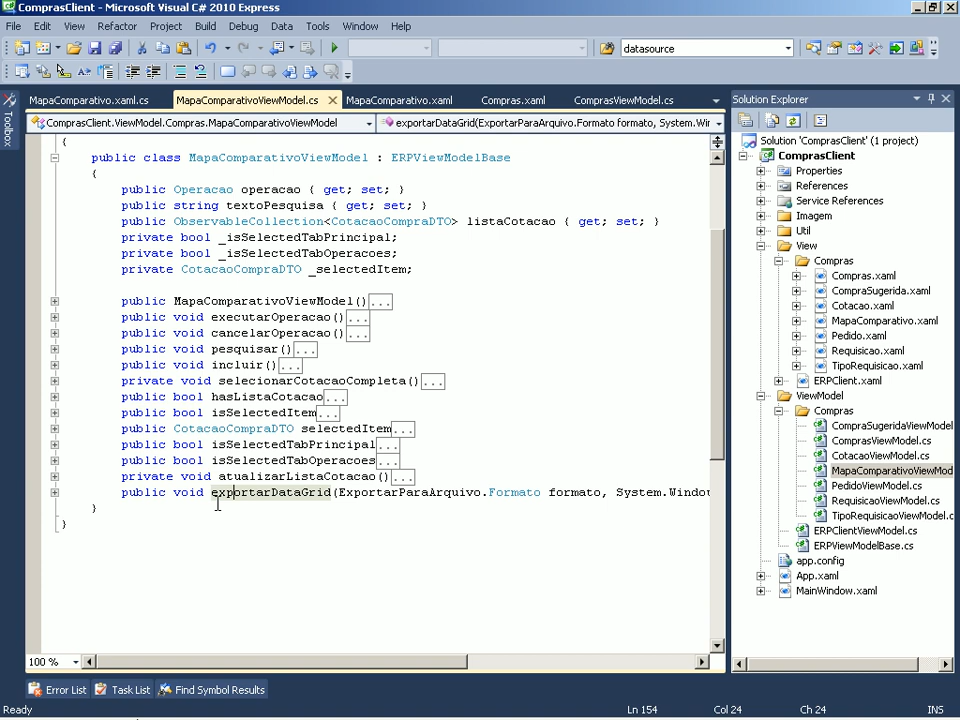 ComprasClient - Microsoft Visual C# 2010 Express
File Edit View Refactor Project Build Debug Data Tools Window Help
datasource
MapaComparativo.xaml.cs MapaComparativoViewModel.cs MapaComparativo.xaml Compras.xaml ComprasViewModel.cs
Toolbox
ComprasClient.ViewModel.Compras.MapaComparativoViewModel
exportarDataGrid(ExportarParaArquivo.Formato formato, System.Wir
{
public class MapaComparativoViewModel : ERPViewModelBase
{
public Operacao operacao { get; set; }
public string textoPesquisa { get; set; }
public ObservableCollection<CotacaoCompraDTO> listaCotacao { get; set; }
private bool _isSelectedTabPrincipal;
private bool _isSelectedTabOperacoes;
private CotacaoCompraDTO _selectedItem;
public MapaComparativoViewModel()...
public void executarOperacao()...
public void cancelarOperacao()...
public void pesquisar()...
public void incluir()...
private void selecionarCotacaoCompleta()...
public bool hasListaCotacao...
public bool isSelectedItem...
public CotacaoCompraDTO selectedItem...
public bool isSelectedTabPrincipal...
public bool isSelectedTabOperacoes...
private void atualizarListaCotacao()...
public void exportarDataGrid(ExportarParaArquivo.Formato formato, System.Windou
}
}
100 %
Solution Explorer
Solution 'ComprasClient' (1 project)
ComprasClient
Properties
References
Service References
Imagem
Util
View
Compras
Compras.xaml
CompraSugerida.xaml
Cotacao.xaml
MapaComparativo.xaml
Pedido.xaml
Requisicao.xaml
TipoRequisicao.xaml
ERPClient.xaml
ViewModel
Compras
CompraSugeridaViewModel
ComprasViewModel.cs
CotacaoViewModel.cs
MapaComparativoViewMod
PedidoViewModel.cs
RequisicaoViewModel.cs
TipoRequisicaoViewModel.c
ERPClientViewModel.cs
ERPViewModelBase.cs
app.config
App.xaml
MainWindow.xaml
Error List Task List Find Symbol Results
Ready Ln 154 Col 24 Ch 24 INS